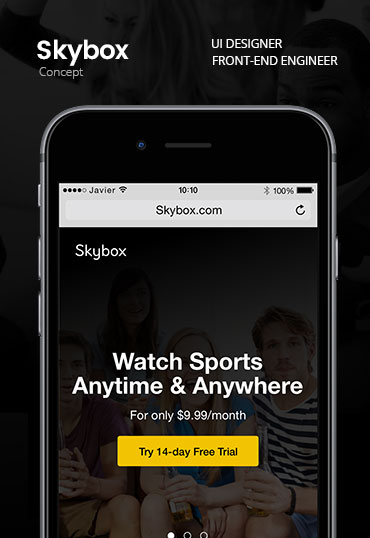 Skybox
Concept
UI DESIGNER
FRONT-END ENGINEER
Javier
10:10
100%
Skybox.com
Skybox
Watch Sports
Anytime & Anywhere
For only $9.99/month
Try 14-day Free Trial